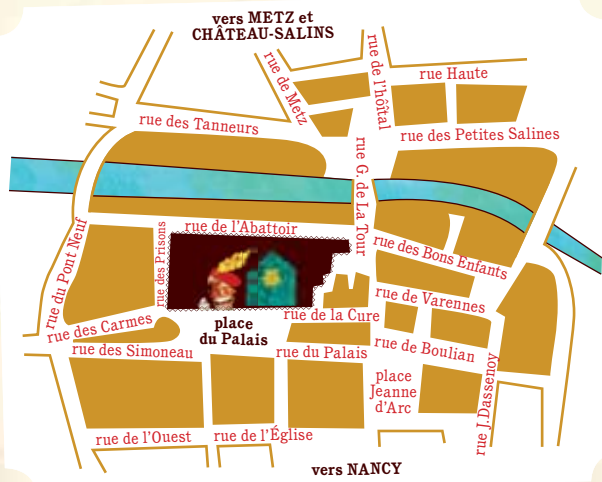 vers METZ et
CHÂTEAU-SALINS
rue de Metz
rue de l'hôîtal
rue Haute
rue des Tanneurs
rue des Petites Salines
rue G. de La Tour
rue du Pont Neuf
rue des Prisons
rue de l'Abattoir
rue des Bons Enfants
rue de Varennes
rue des Carmes
place
du Palais
rue de la Cure
rue des Simoneau
rue du Palais
rue de Boulian
place
Jeanne
d'Arc
rue J.Dassenoy
rue de l'Ouest
rue de l'Église
vers NANCY